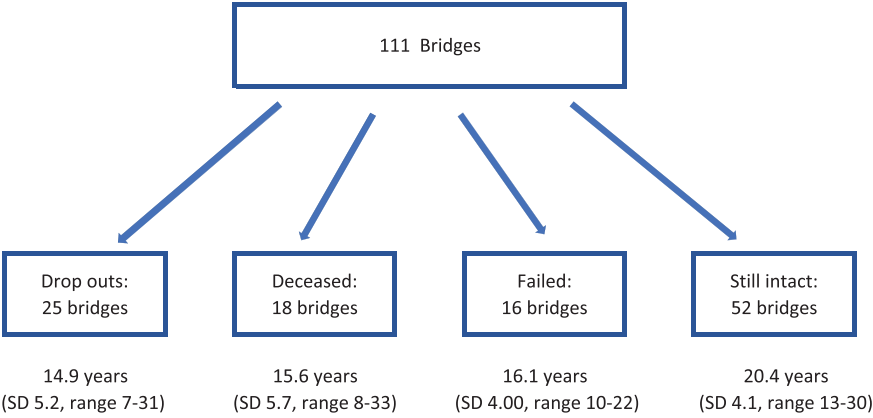 111 Bridges
Drop outs:
25 bridges
Deceased:
18 bridges
Failed:
16 bridges
Still intact:
52 bridges
14.9 years
(SD 5.2, range 7-31)
15.6 years
(SD 5.7, range 8-33)
16.1 years
(SD 4.00, range 10-22)
20.4 years
(SD 4.1, range 13-30)